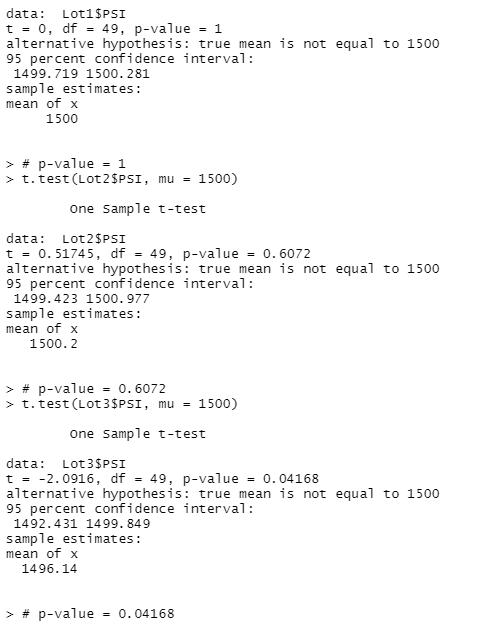 data:  Lot1$PSI
t = 0, df = 49, p-value = 1
alternative hypothesis: true mean is not equal to 1500
95 percent confidence interval:
 1499.719 1500.281
sample estimates:
mean of x
     1500
> # p-value = 1
> t.test(Lot2$PSI, mu = 1500)
        One Sample t-test
data:  Lot2$PSI
t = 0.51745, df = 49, p-value = 0.6072
alternative hypothesis: true mean is not equal to 1500
95 percent confidence interval:
 1499.423 1500.977
sample estimates:
mean of x
   1500.2
> # p-value = 0.6072
> t.test(Lot3$PSI, mu = 1500)
        One Sample t-test
data:  Lot3$PSI
t = -2.0916, df = 49, p-value = 0.04168
alternative hypothesis: true mean is not equal to 1500
95 percent confidence interval:
 1492.431 1499.849
sample estimates:
mean of x
  1496.14
> # p-value = 0.04168